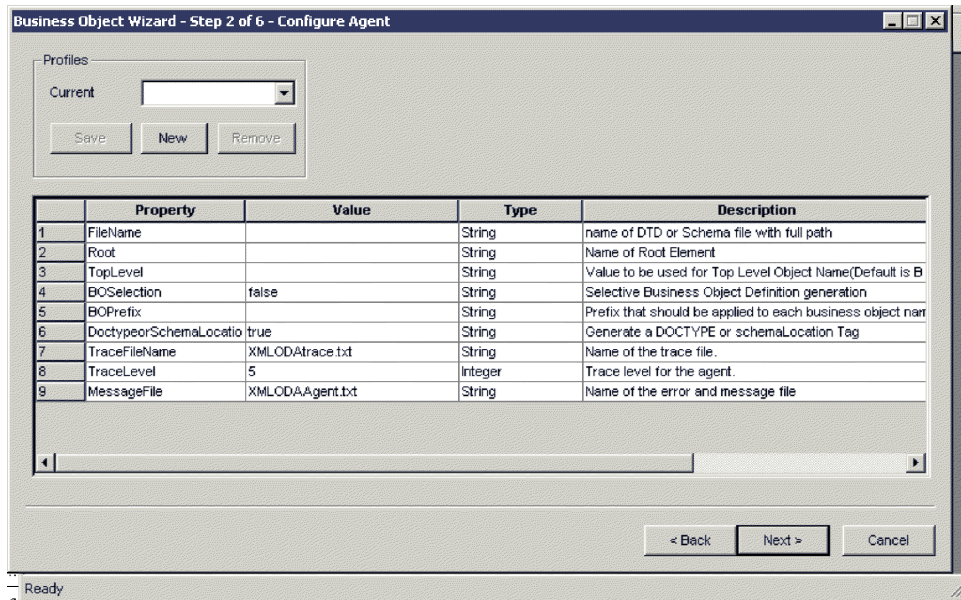 Business Object Wizard - Step 2 of 6 - Configure Agent
Profiles
Current
Save New Remove
Property Value Type Description
1 FileName String name of DTD or Schema file with full path
2 Root String Name of Root Element
3 TopLevel String Value to be used for Top Level Object Name(Default is B
4 BOSelection false String Selective Business Object Definition generation
5 BOPrefix String Prefix that should be applied to each business object nam
6 DoctypeorSchemaLocatio true String Generate a DOCTYPE or schemaLocation Tag
7 TraceFileName XMLODAtrace.txt String Name of the trace file.
8 TraceLevel 5 Integer Trace level for the agent.
9 MessageFile XMLODAAgent.txt String Name of the error and message file
< Back Next > Cancel
Ready